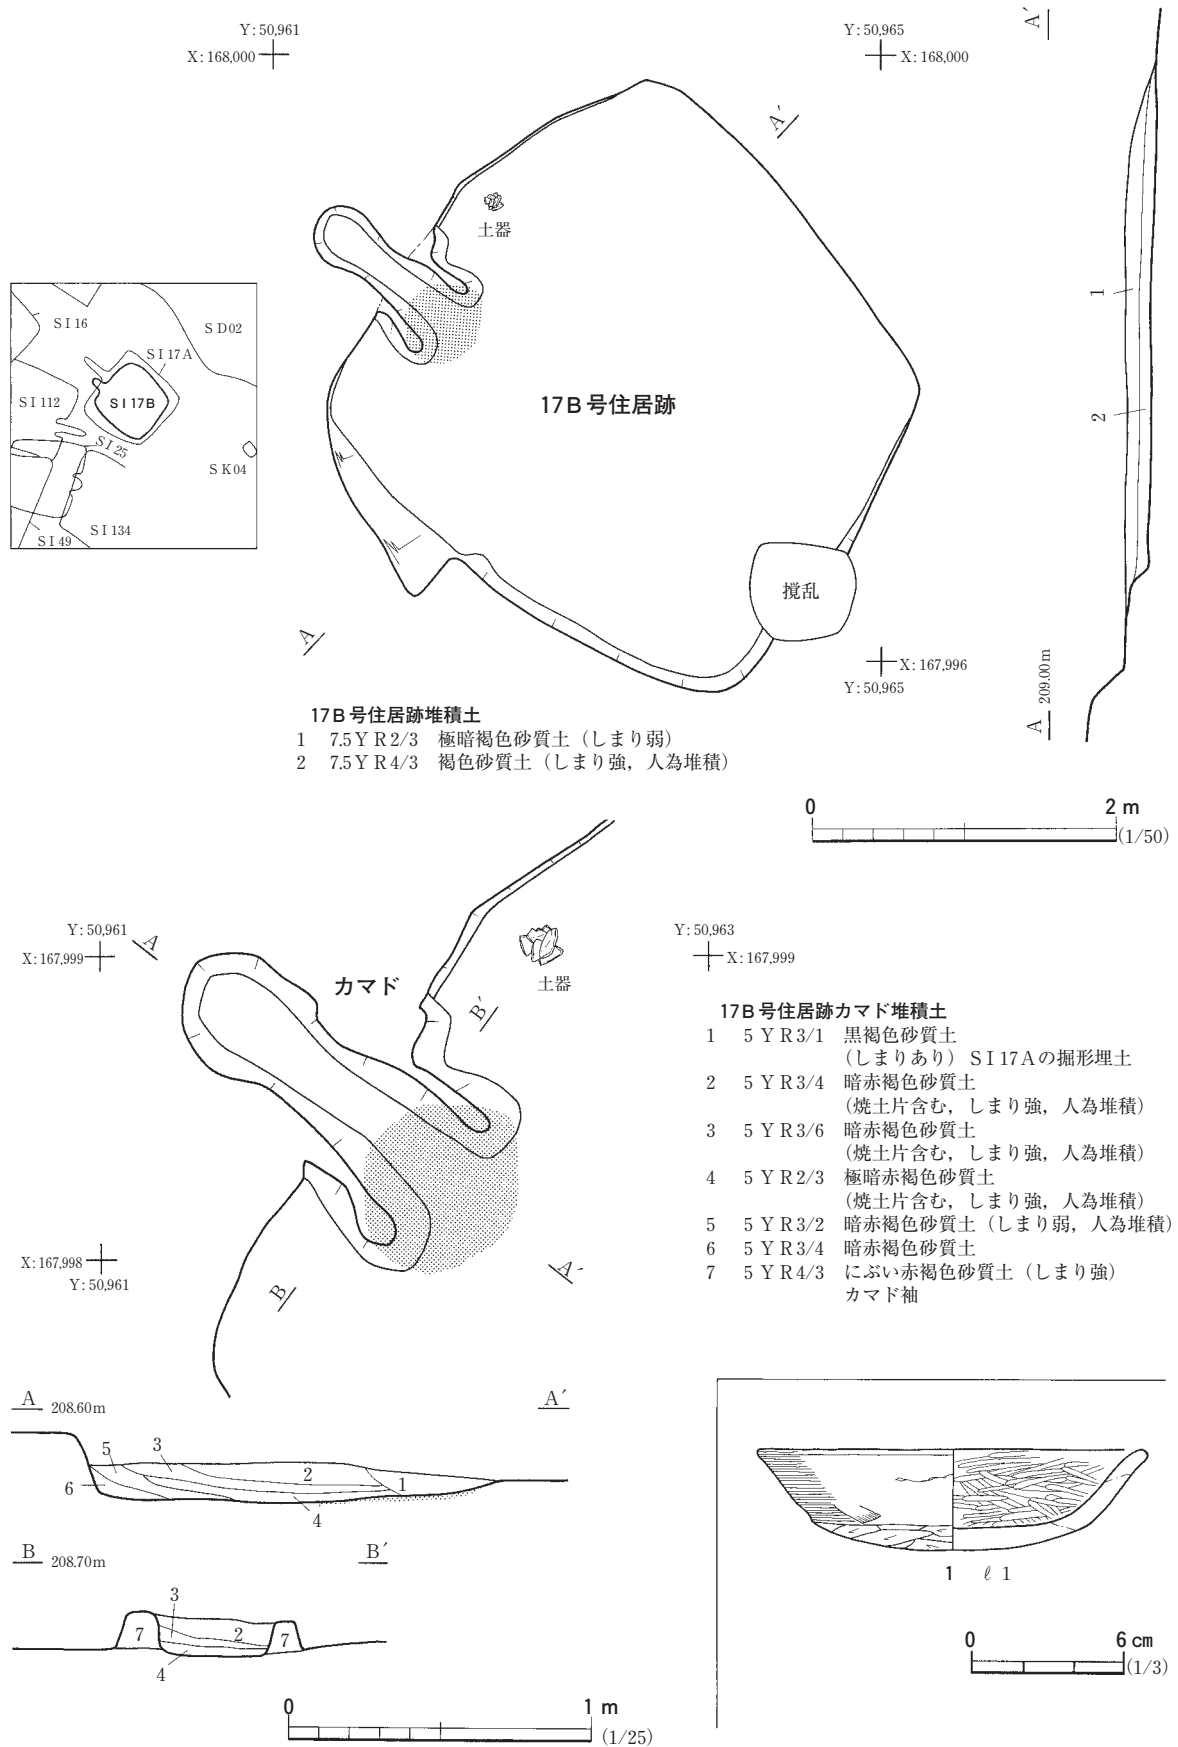 Y: 50,961
X: 168,000
Y: 50,965
X: 168,000
A′
A′
土器
1
2
17B号住居跡
SI16
SD02
SI17A
SI17B
SI112
SI25
SK04
SI134
SI49
撹乱
A
X: 167,996
Y: 50,965
A 209.00m
17B号住居跡堆積土
1 7.5YR2/3 極暗褐色砂質土（しまり弱）
2 7.5YR4/3 褐色砂質土（しまり強，人為堆積）
0 2 m
(1/50)
Y: 50,961
X: 167,999
A
カマド
土器
B′
Y: 50,963
X: 167,999
17B号住居跡カマド堆積土
1 5YR3/1 黒褐色砂質土
（しまりあり）SI17Aの掘形埋土
2 5YR3/4 暗赤褐色砂質土
（焼土片含む，しまり強，人為堆積）
3 5YR3/6 暗赤褐色砂質土
（焼土片含む，しまり強，人為堆積）
4 5YR2/3 極暗赤褐色砂質土
（焼土片含む，しまり強，人為堆積）
5 5YR3/2 暗赤褐色砂質土（しまり弱，人為堆積）
6 5YR3/4 暗赤褐色砂質土
7 5YR4/3 にぶい赤褐色砂質土（しまり強）
カマド袖
X: 167,998
Y: 50,961
A′
B
A 208.60m
A′
5
3
2
1
6
4
B 208.70m
B′
3
7
2
7
4
0 1 m
(1/25)
1 ℓ 1
0 6 cm
(1/3)